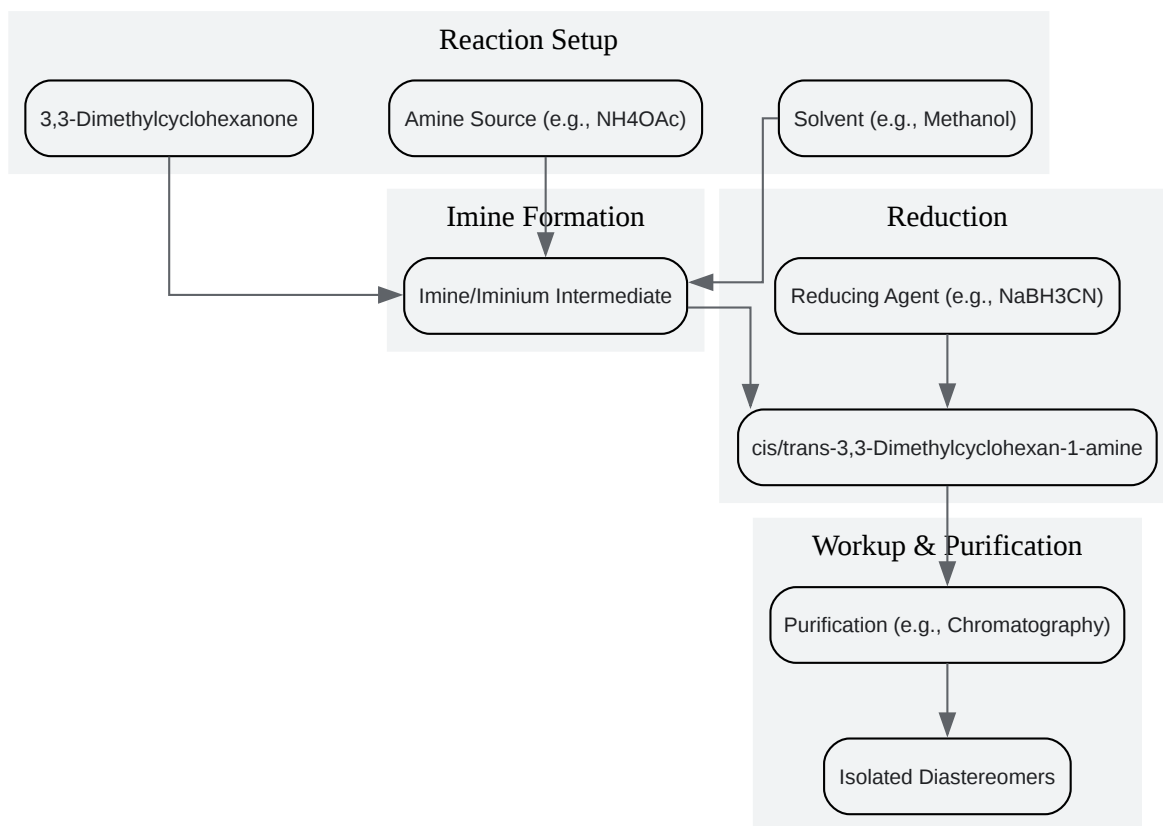 Reaction Setup
3,3-Dimethylcyclohexanone
Amine Source (e.g., NH4OAc)
Solvent (e.g., Methanol)
Imine Formation
Reduction
Imine/Iminium Intermediate
Reducing Agent (e.g., NaBH3CN)
cis/trans-3,3-Dimethylcyclohexan-1-amine
Workup & Purification
Purification (e.g., Chromatography)
Isolated Diastereomers